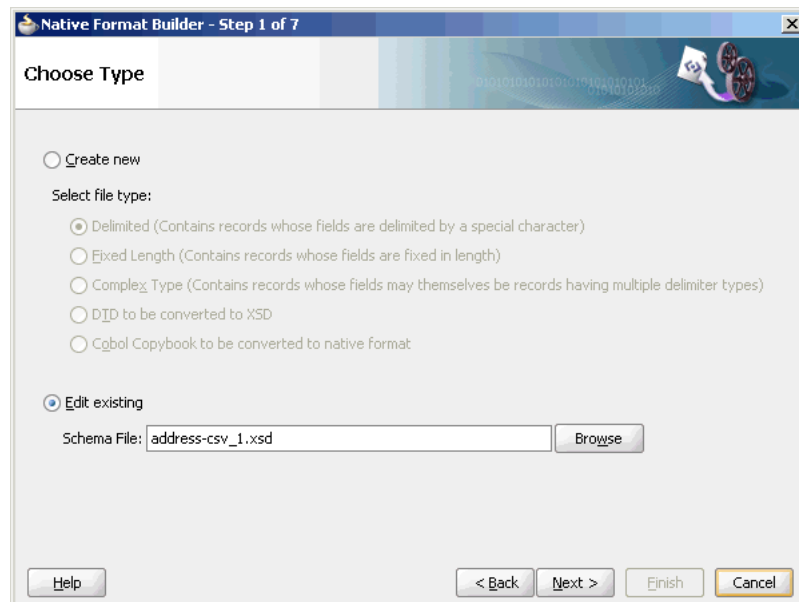 Native Format Builder - Step 1 of 7
Choose Type
Create new
Select file type:
Delimited (Contains records whose fields are delimited by a special character)
Fixed Length (Contains records whose fields are fixed in length)
Complex Type (Contains records whose fields may themselves be records having multiple delimiter types)
DTD to be converted to XSD
Cobol Copybook to be converted to native format
Edit existing
Schema File: address-csv_1.xsd Browse
Help < Back Next > Finish Cancel